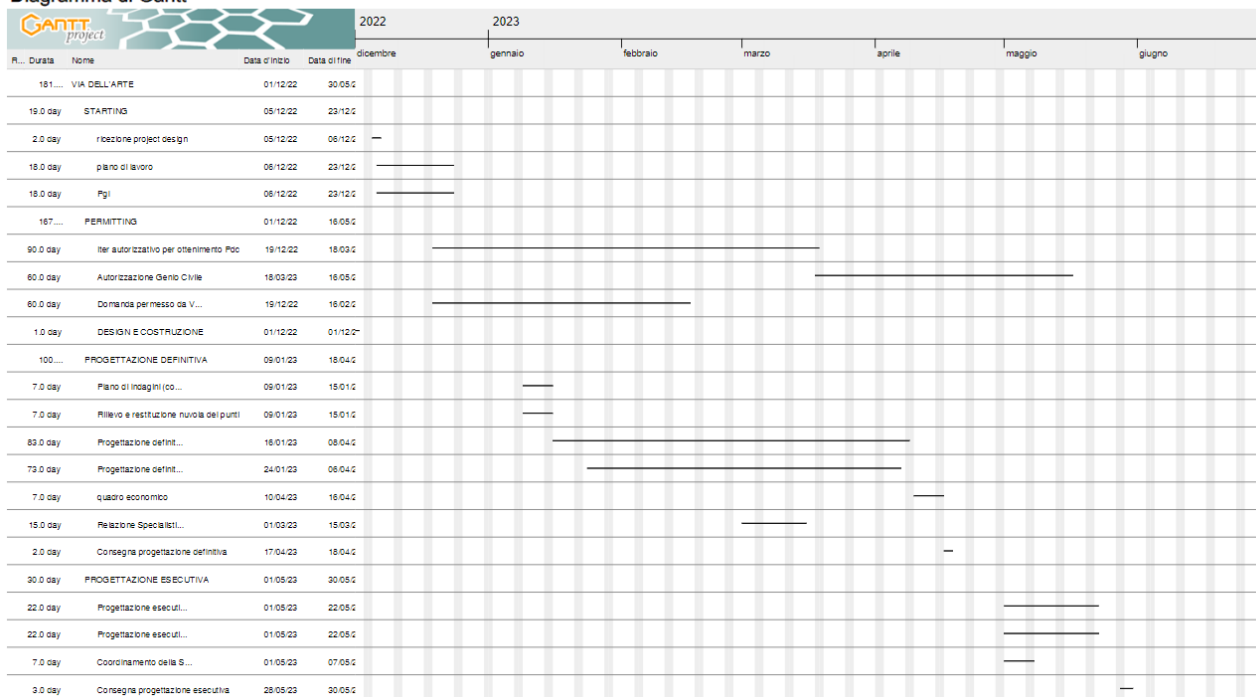 Diagramma di Gantt
GANTT project
2022 2023
dicembre gennaio febbraio marzo aprile maggio giugno
R... Durata Nome Data d'inizio Data di fine
181.... VIA DELL'ARTE 01/12/22 30/05/2
19.0 day STARTING 05/12/22 23/12/2
2.0 day ricezione project design 05/12/22 06/12/2
18.0 day piano di lavoro 06/12/22 23/12/2
18.0 day Pgi 06/12/22 23/12/2
167.... PERMITTING 01/12/22 16/05/2
90.0 day Iter autorizzativo per ottenimento Pdc 19/12/22 18/03/2
60.0 day Autorizzazione Genio Civile 18/03/23 16/05/2
60.0 day Domanda permesso da V... 19/12/22 16/02/2
1.0 day DESIGN E COSTRUZIONE 01/12/22 01/12/2
100.... PROGETTAZIONE DEFINITIVA 09/01/23 18/04/2
7.0 day Piano di indagini (co... 09/01/23 15/01/2
7.0 day Rilievo e restituzione nuvola dei punti 09/01/23 15/01/2
83.0 day Progettazione definit... 16/01/23 08/04/2
73.0 day Progettazione definit... 24/01/23 06/04/2
7.0 day quadro economico 10/04/23 16/04/2
15.0 day Relazione Specialisti... 01/03/23 15/03/2
2.0 day Consegna progettazione definitiva 17/04/23 18/04/2
30.0 day PROGETTAZIONE ESECUTIVA 01/05/23 30/05/2
22.0 day Progettazione esecuti... 01/05/23 22/05/2
22.0 day Progettazione esecuti... 01/05/23 22/05/2
7.0 day Coordinamento della S... 01/05/23 07/05/2
3.0 day Consegna progettazione esecutiva 28/05/23 30/05/2